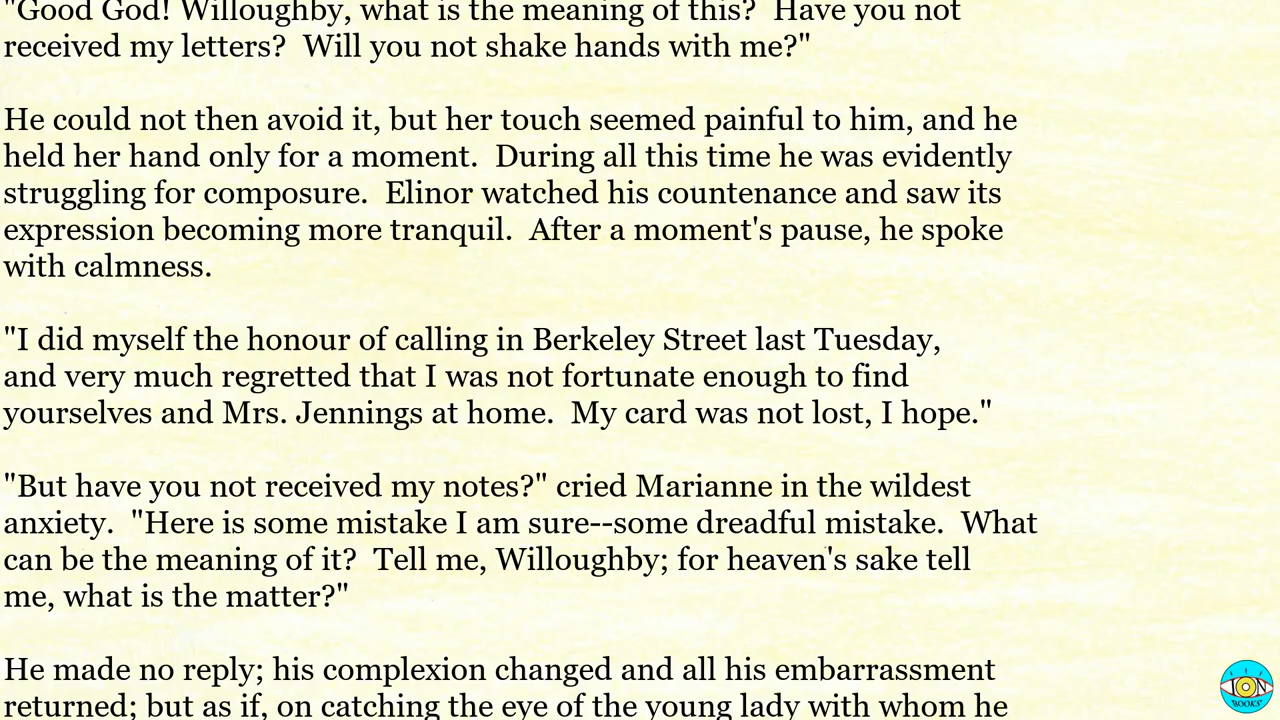 "Good God! Willoughby, what is the meaning of this?  Have you not
received my letters?  Will you not shake hands with me?"
He could not then avoid it, but her touch seemed painful to him, and he
held her hand only for a moment.  During all this time he was evidently
struggling for composure.  Elinor watched his countenance and saw its
expression becoming more tranquil.  After a moment's pause, he spoke
with calmness.
"I did myself the honour of calling in Berkeley Street last Tuesday,
and very much regretted that I was not fortunate enough to find
yourselves and Mrs. Jennings at home.  My card was not lost, I hope."
"But have you not received my notes?" cried Marianne in the wildest
anxiety.  "Here is some mistake I am sure--some dreadful mistake.  What
can be the meaning of it?  Tell me, Willoughby; for heaven's sake tell
me, what is the matter?"
He made no reply; his complexion changed and all his embarrassment
returned; but as if, on catching the eye of the young lady with whom he
ION
BOOKS